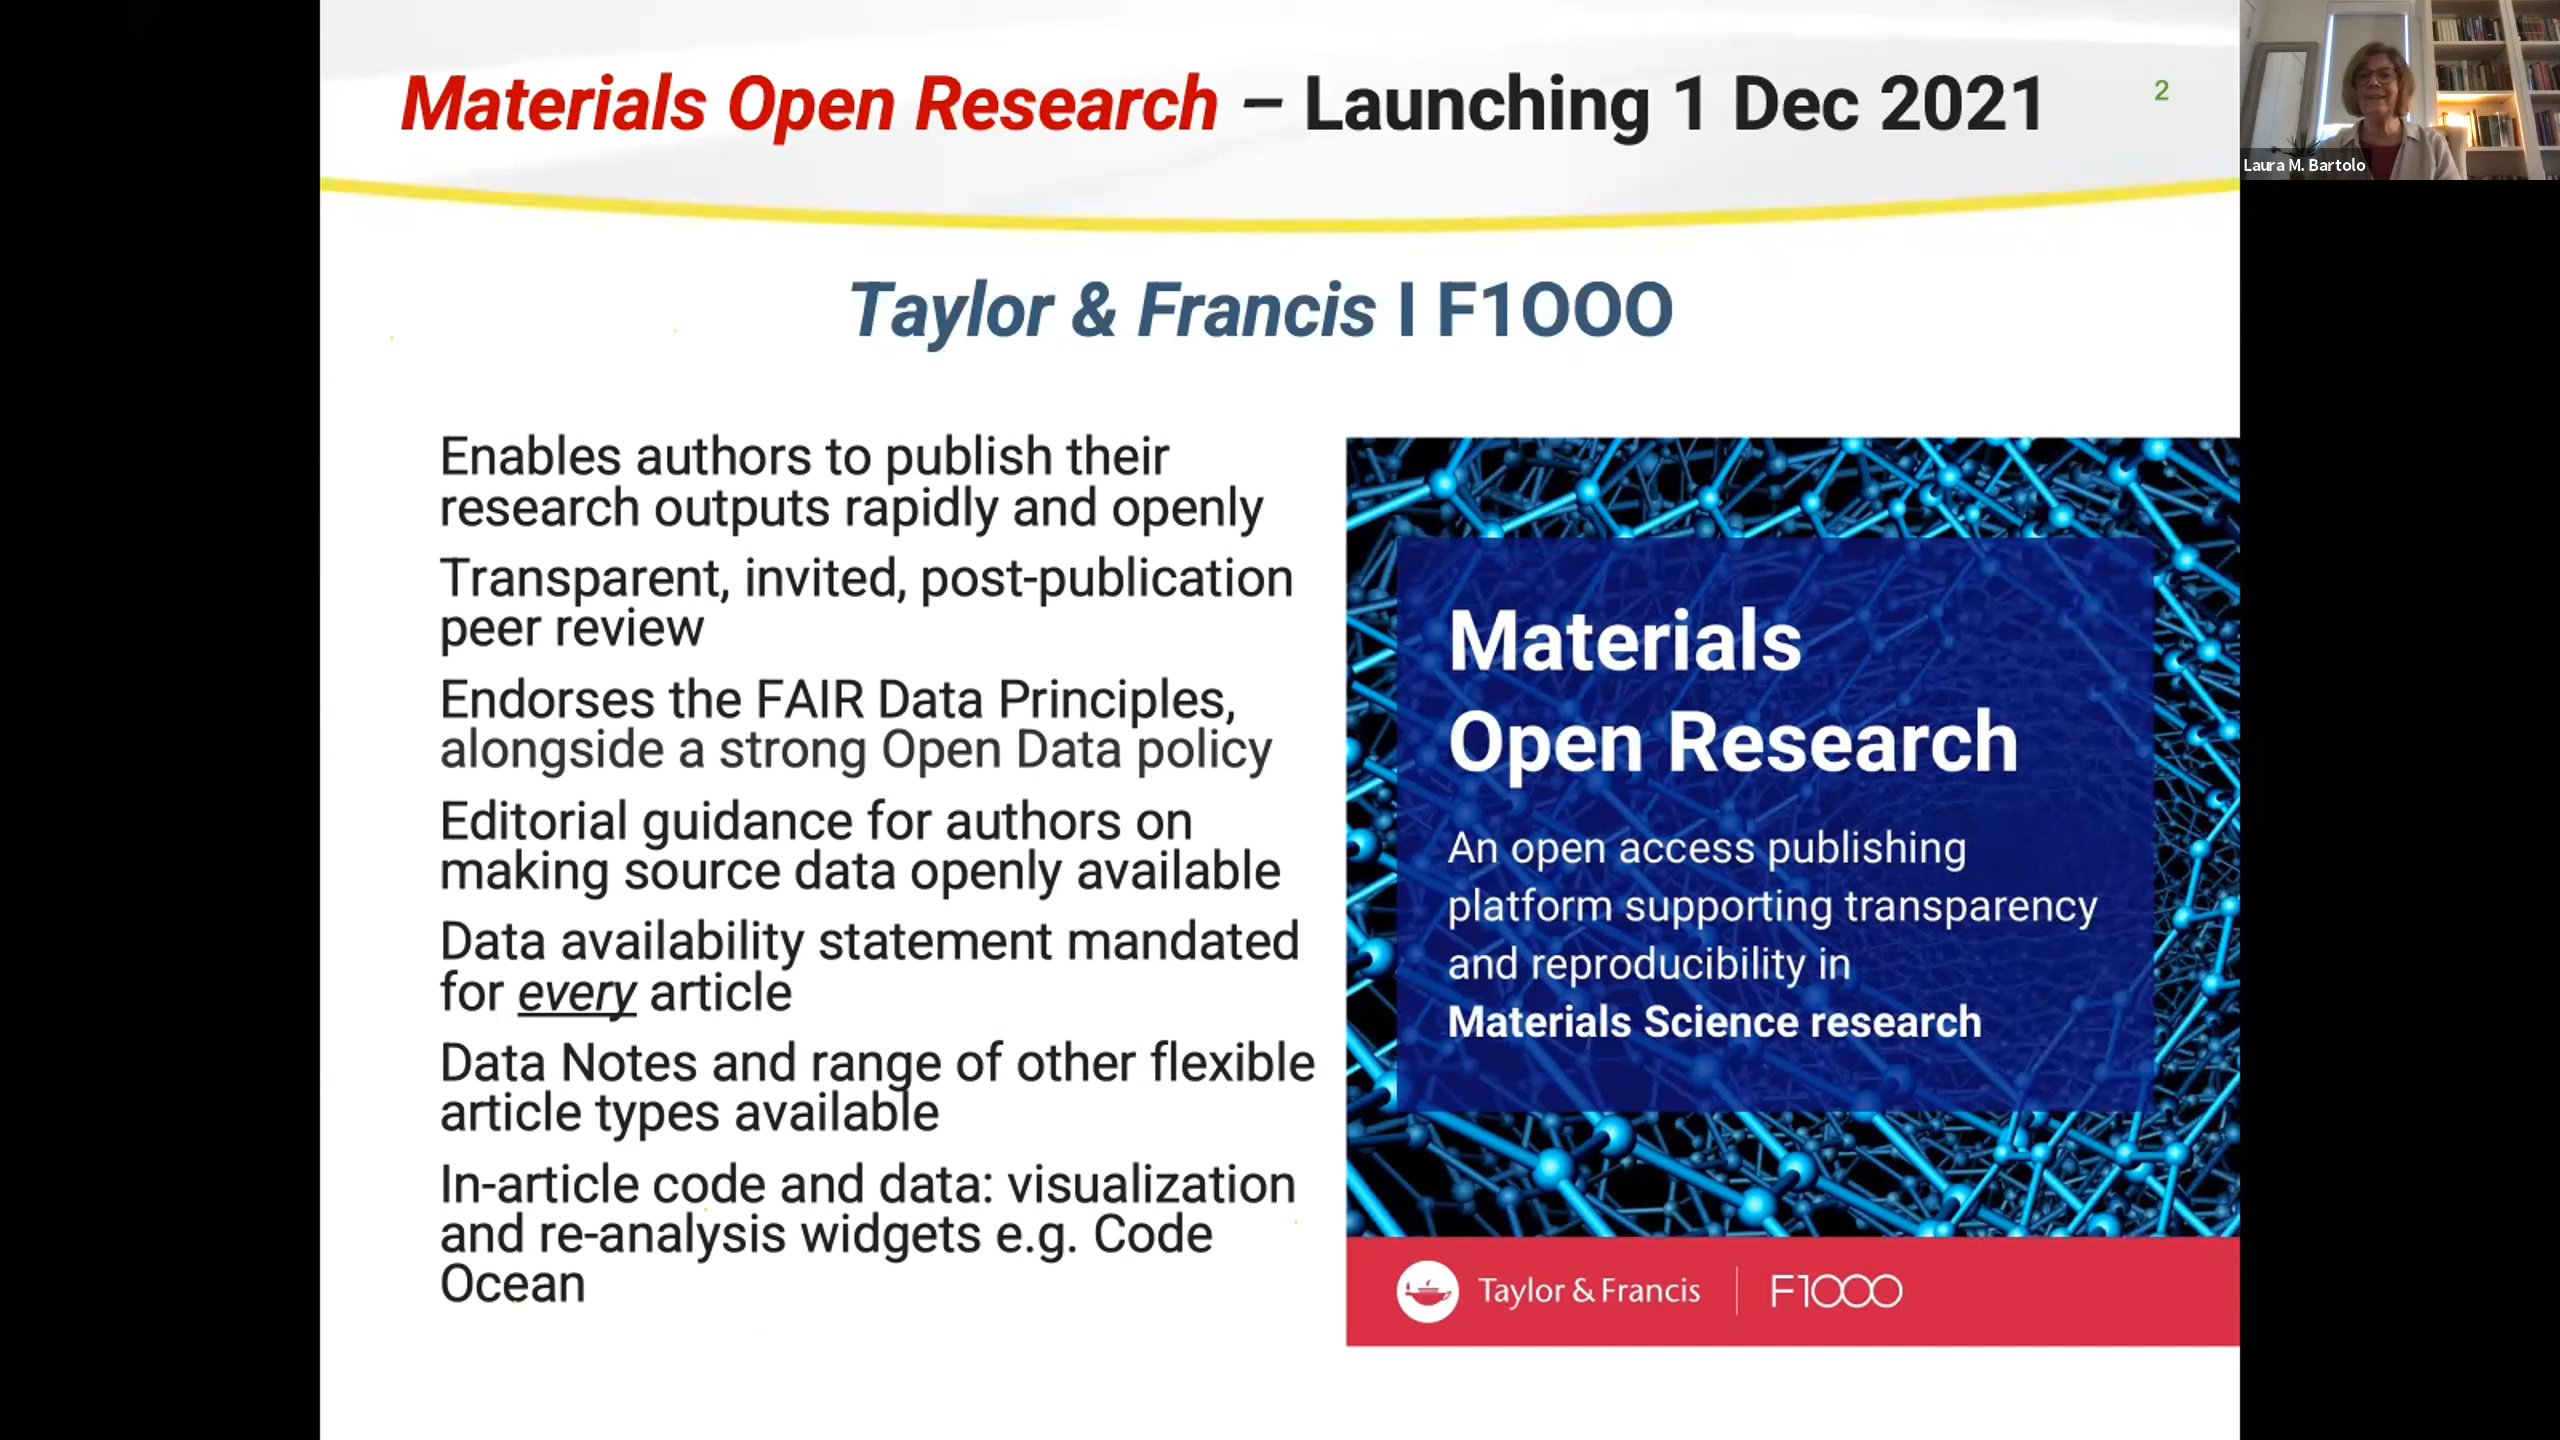 Materials Open Research – Launching 1 Dec 2021
2
Laura M. Bartolo
Taylor & Francis I F1000
Enables authors to publish their
research outputs rapidly and openly
Transparent, invited, post-publication
peer review
Endorses the FAIR Data Principles,
alongside a strong Open Data policy
Editorial guidance for authors on
making source data openly available
Data availability statement mandated
for every article
Data Notes and range of other flexible
article types available
In-article code and data: visualization
and re-analysis widgets e.g. Code
Ocean
Materials
Open Research
An open access publishing
platform supporting transparency
and reproducibility in
Materials Science research
Taylor & Francis
F1000